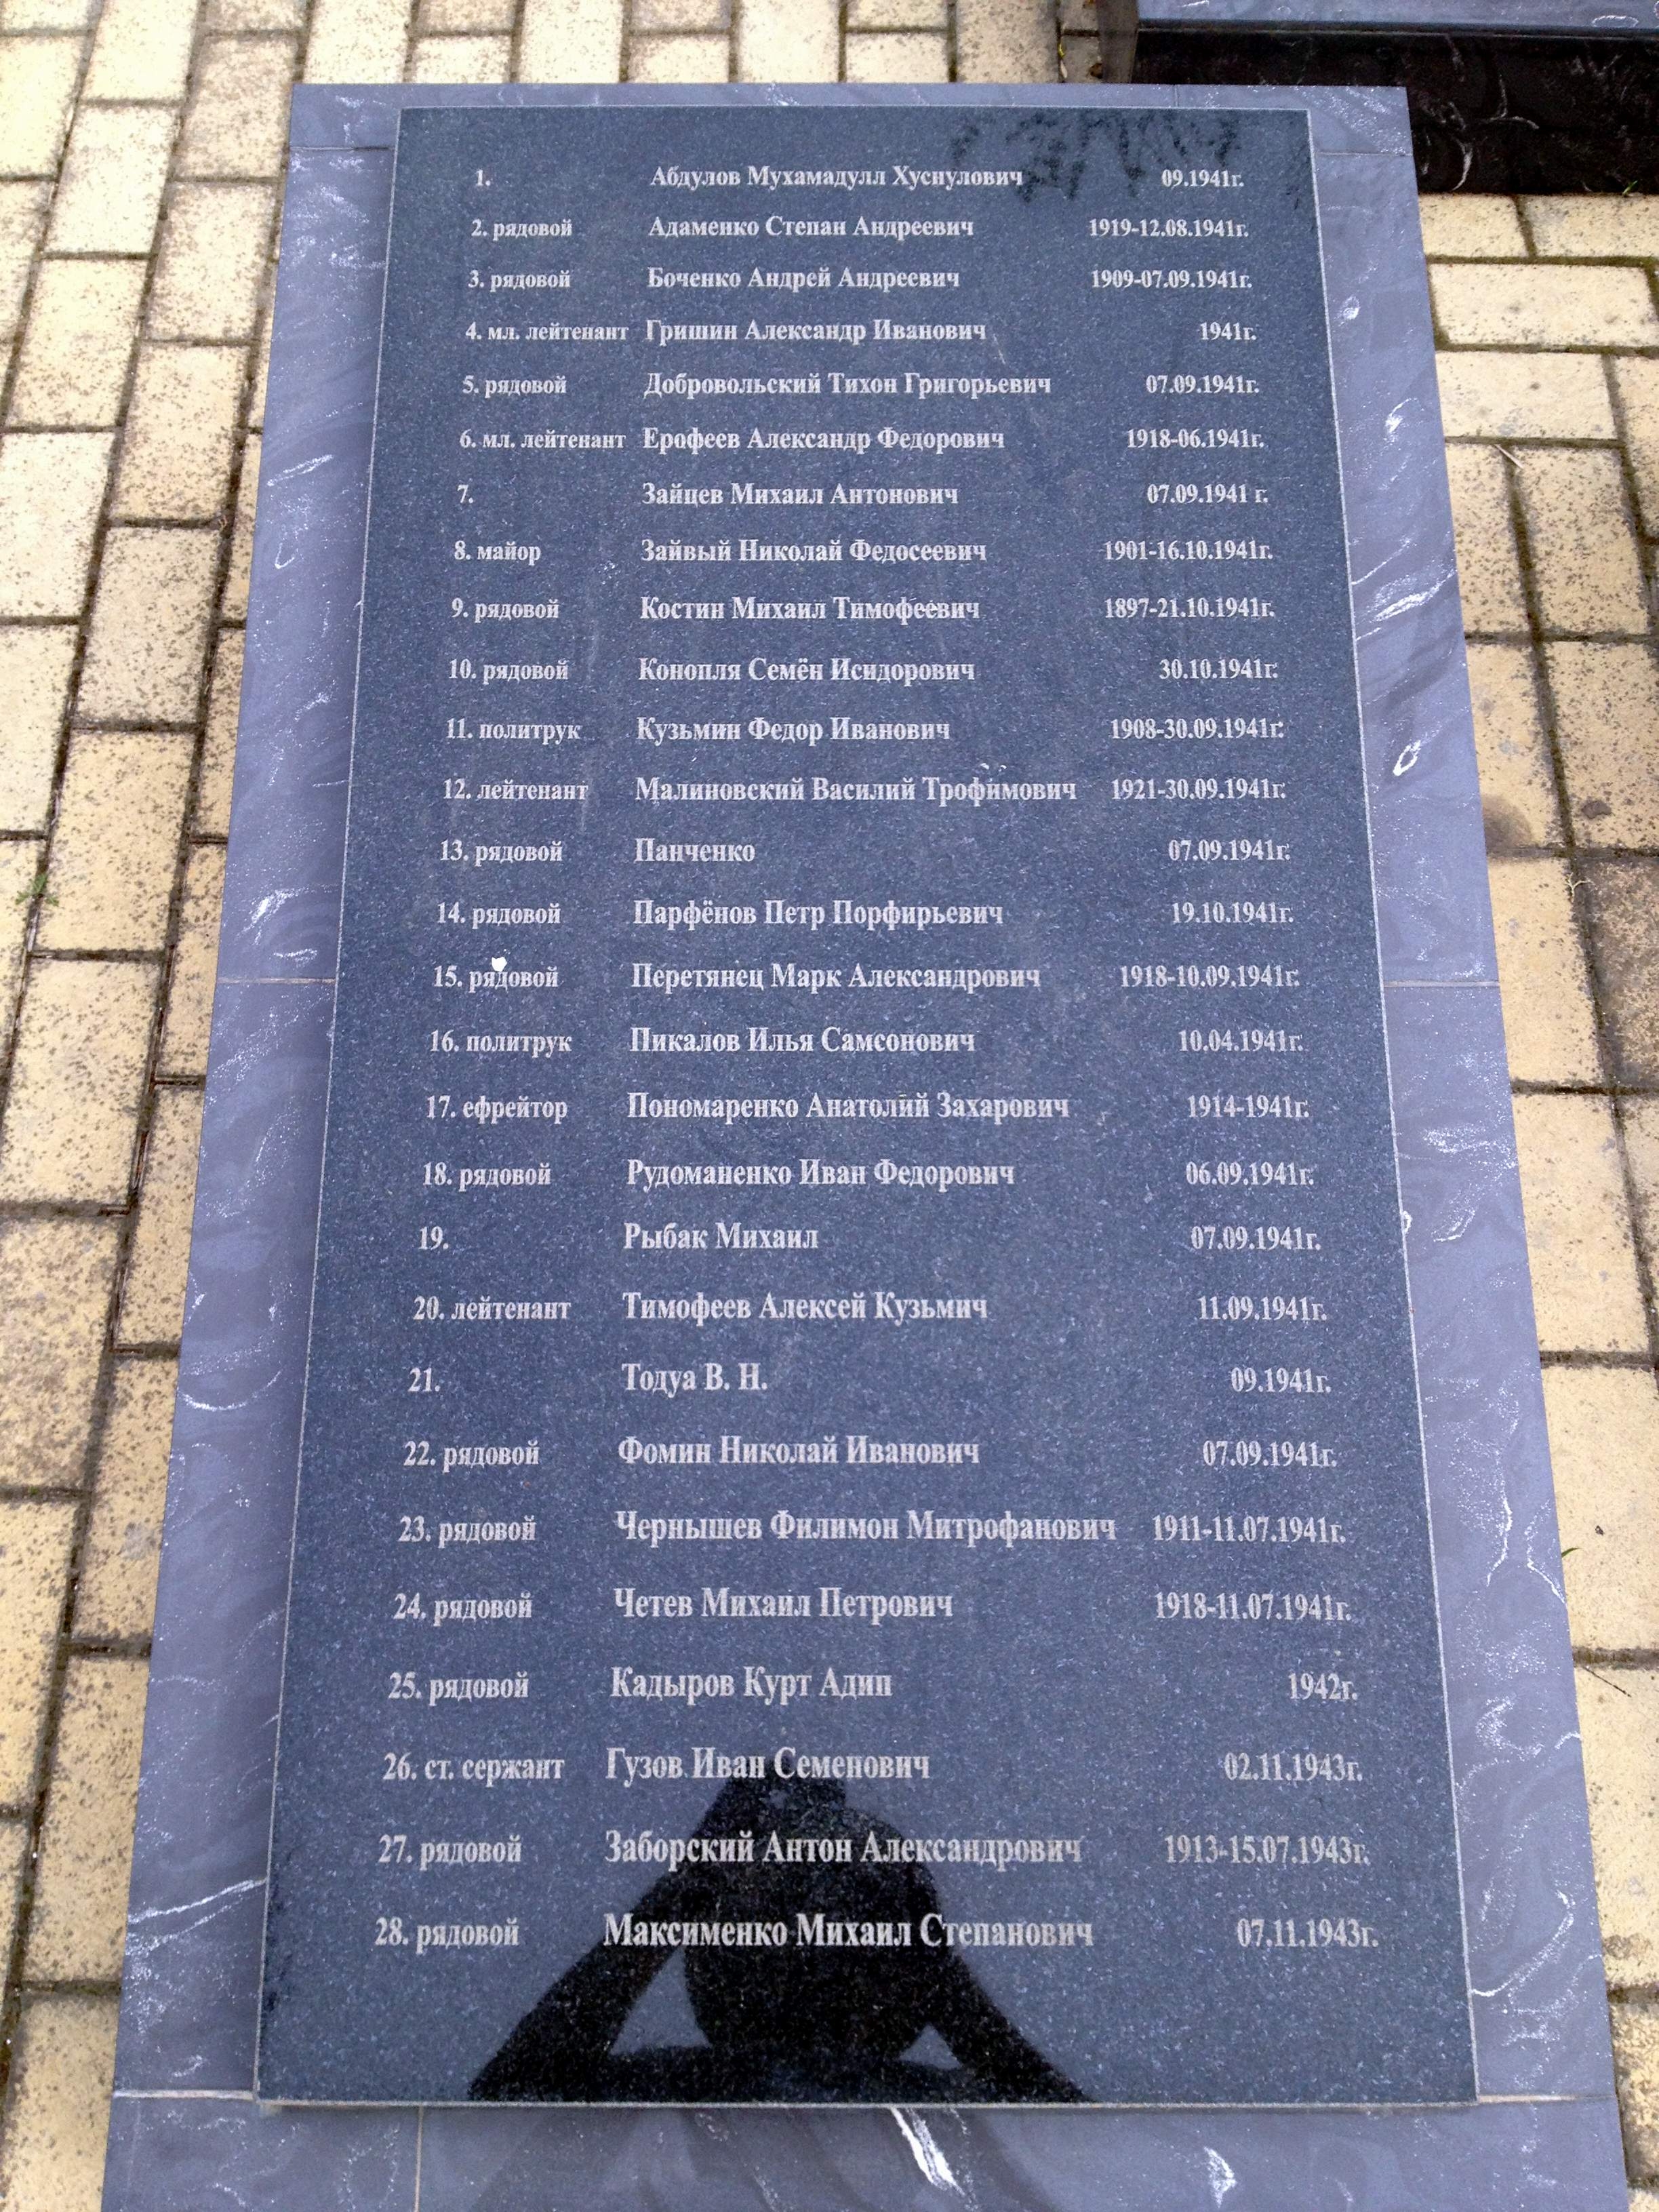 1. Абдулов Мухамадулл Хуснулович 09.1941г.
2. рядовой Адаменко Степан Андреевич 1919-12.08.1941г.
3. рядовой Боченко Андрей Андреевич 1909-07.09.1941г.
4. мл. лейтенант Гришин Александр Иванович 1941г.
5. рядовой Добровольский Тихон Григорьевич 07.09.1941г.
6. мл. лейтенант Ерофеев Александр Федорович 1918-06.1941г.
7. Зайцев Михаил Антонович 07.09.1941 г.
8. майор Зайвый Николай Федосеевич 1901-16.10.1941г.
9. рядовой Костин Михаил Тимофеевич 1897-21.10.1941г.
10. рядовой Конопля Семён Исидорович 30.10.1941г.
11. политрук Кузьмин Федор Иванович 1908-30.09.1941г.
12. лейтенант Малиновский Василий Трофимович 1921-30.09.1941г.
13. рядовой Панченко 07.09.1941г.
14. рядовой Парфёнов Петр Порфирьевич 19.10.1941г.
15. рядовой Перетянец Марк Александрович 1918-10.09.1941г.
16. политрук Пикалов Илья Самсонович 10.04.1941г.
17. ефрейтор Пономаренко Анатолий Захарович 1914-1941г.
18. рядовой Рудоманенко Иван Федорович 06.09.1941г.
19. Рыбак Михаил 07.09.1941г.
20. лейтенант Тимофеев Алексей Кузьмич 11.09.1941г.
21. Тодуа В. Н. 09.1941г.
22. рядовой Фомин Николай Иванович 07.09.1941г.
23. рядовой Чернышев Филимон Митрофанович 1911-11.07.1941г.
24. рядовой Четев Михаил Петрович 1918-11.07.1941г.
25. рядовой Кадыров Курт Адип 1942г.
26. ст. сержант Гузов Иван Семенович 02.11.1943г.
27. рядовой Заборский Антон Александрович 1913-15.07.1943г.
28. рядовой Максименко Михаил Степанович 07.11.1943г.